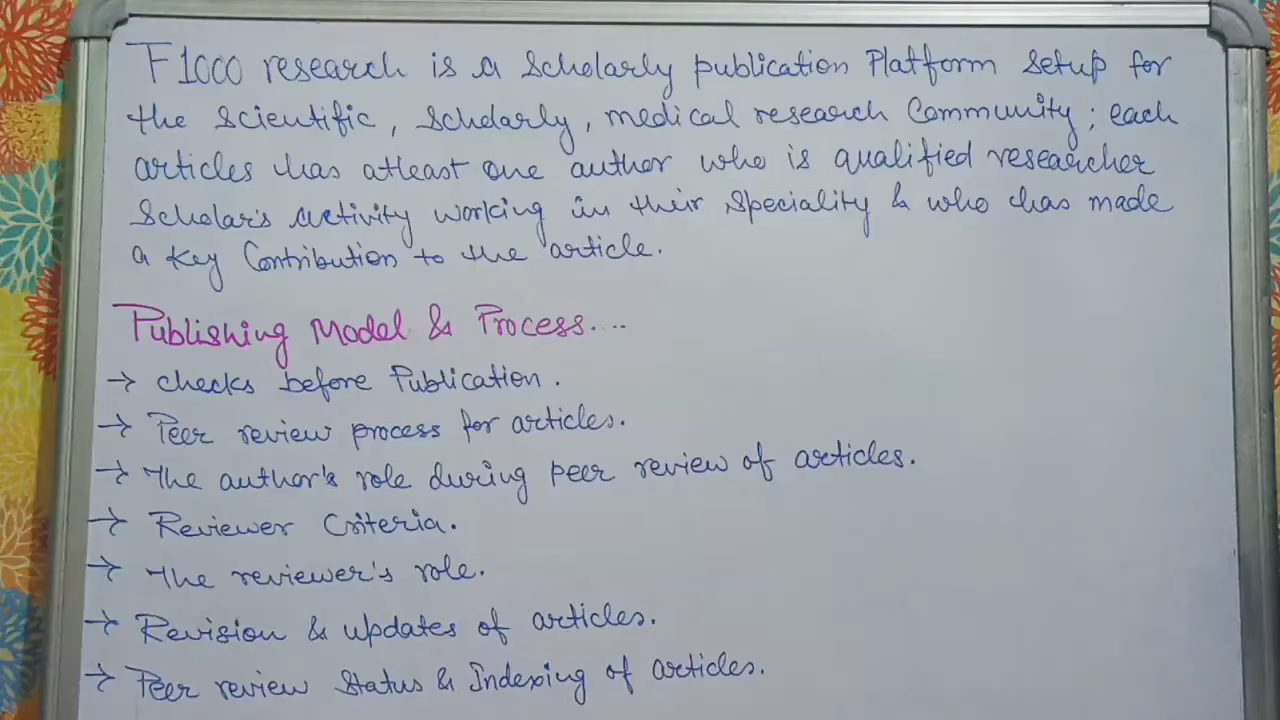 F1000 research is a Scholarly publication Platform Setup for
the Scientific, Scholarly, medical research Community; each
articles has atleast one author who is qualified researcher
Scholar's activity working in their Speciality & who has made
a Key Contribution to the article.
Publishing Model & Process....
→ checks before Publication.
→ Peer review process for articles.
→ The author's role during peer review of articles.
→ Reviewer Criteria.
→ The reviewer's role.
→ Revision & updates of articles.
→ Peer review Status & Indexing of articles.